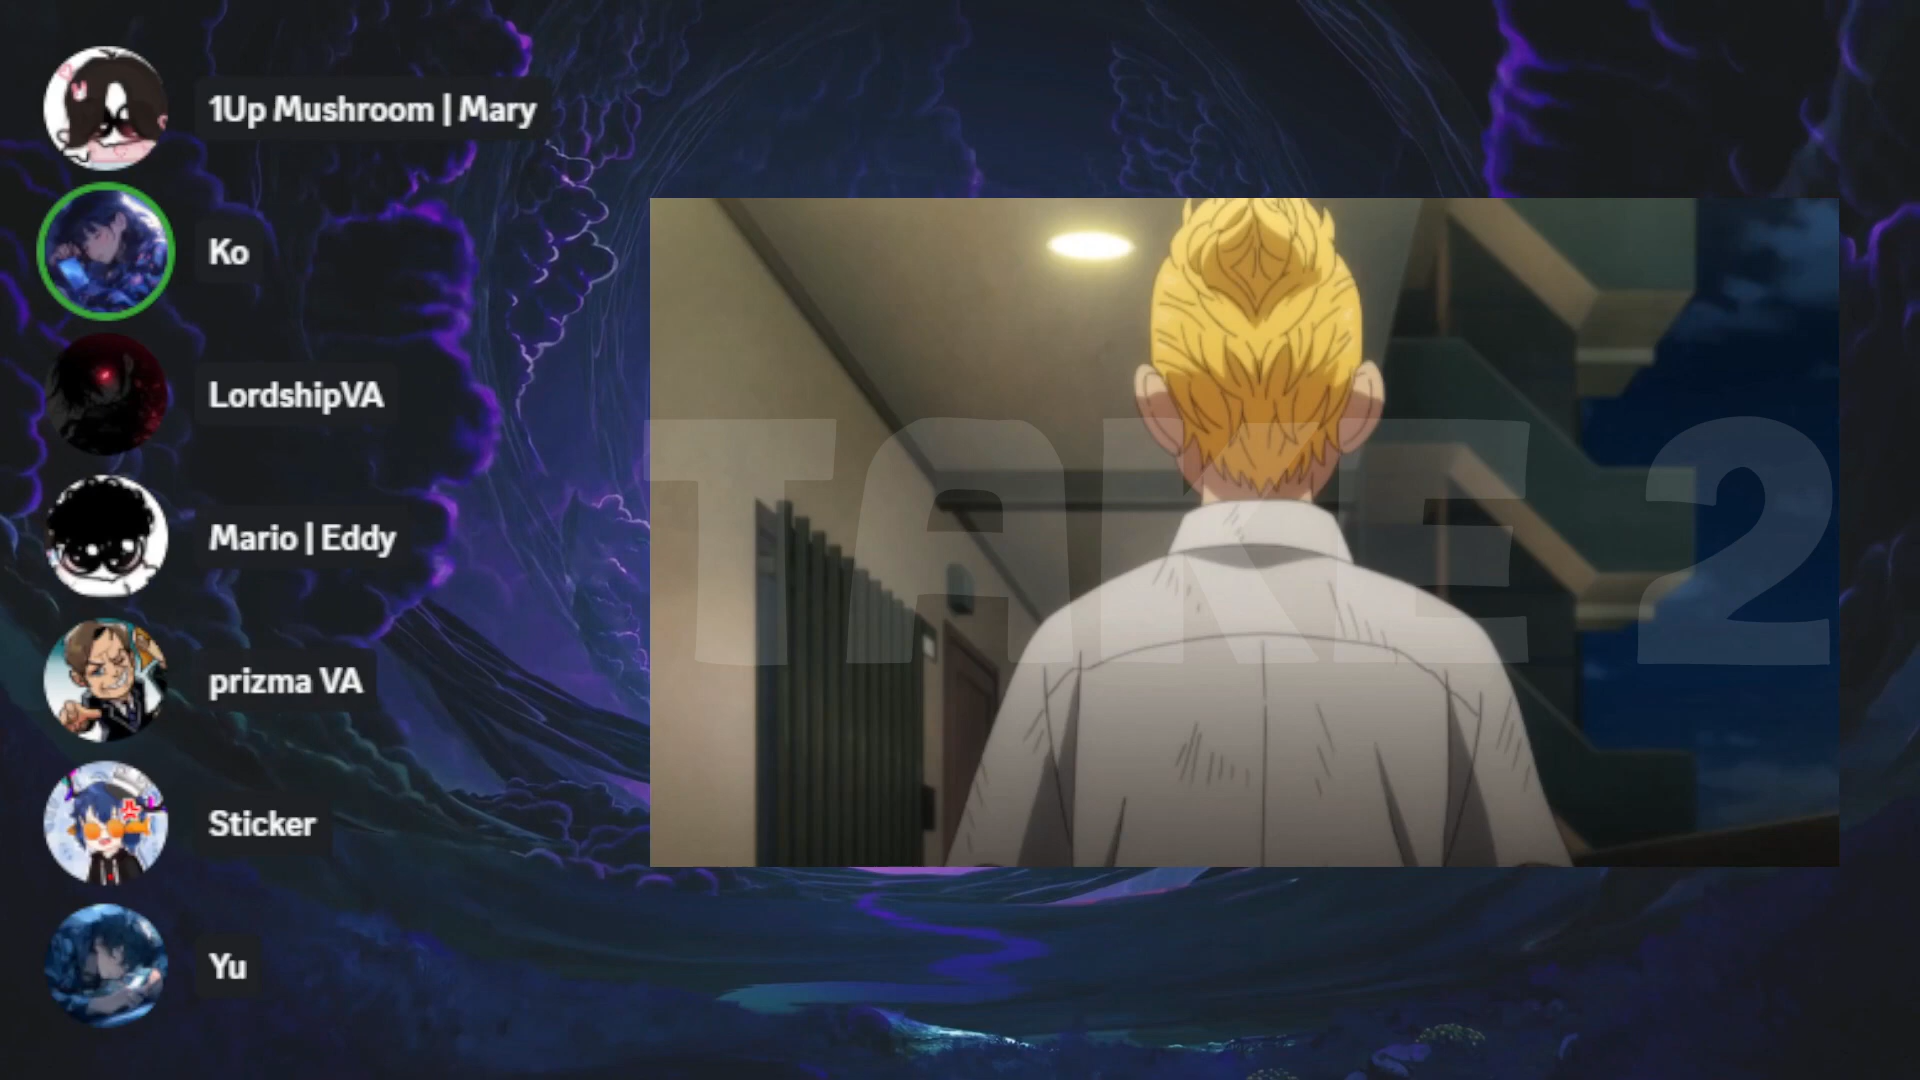 1Up Mushroom | Mary
Ko
LordshipVA
Mario | Eddy
prizma VA
Sticker
Yu
TAKE 2